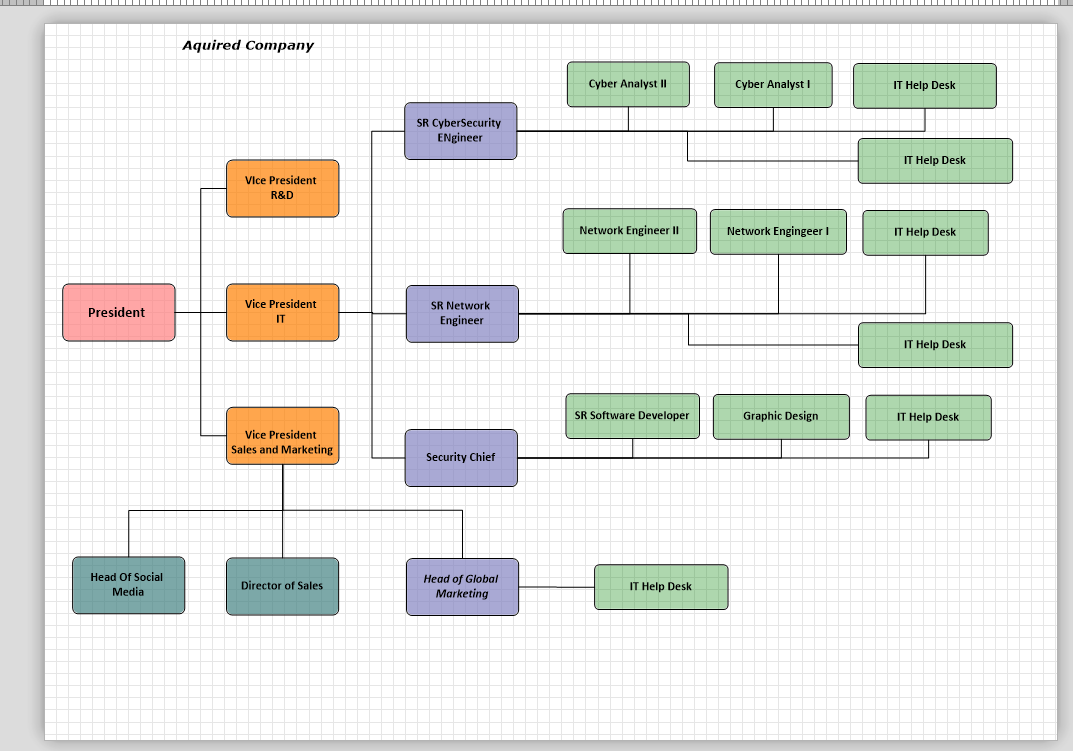 Aquired Company
Cyber Analyst II
Cyber Analyst I
IT Help Desk
SR CyberSecurity
ENgineer
IT Help Desk
VIce President
R&D
Network Engineer II
Network Engingeer I
IT Help Desk
President
Vice President
IT
SR Network
Engineer
IT Help Desk
SR Software Developer
Graphic Design
IT Help Desk
Vice President
Sales and Marketing
Security Chief
Head Of Social
Media
Director of Sales
Head of Global
Marketing
IT Help Desk